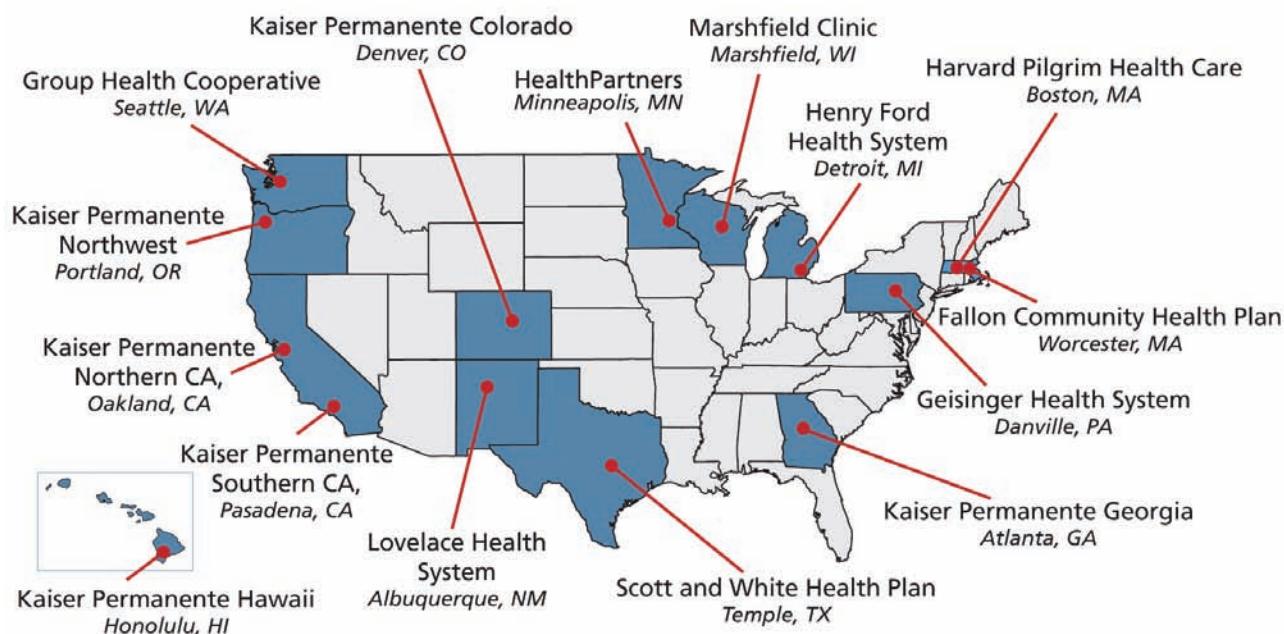 Kaiser Permanente Colorado
Denver, CO
Marshfield Clinic
Marshfield, WI
Group Health Cooperative
Seattle, WA
HealthPartners
Minneapolis, MN
Harvard Pilgrim Health Care
Boston, MA
Henry Ford
Health System
Detroit, MI
Kaiser Permanente
Northwest
Portland, OR
Fallon Community Health Plan
Worcester, MA
Kaiser Permanente
Northern CA,
Oakland, CA
Geisinger Health System
Danville, PA
Kaiser Permanente
Southern CA,
Pasadena, CA
Kaiser Permanente Georgia
Atlanta, GA
Lovelace Health
System
Albuquerque, NM
Scott and White Health Plan
Temple, TX
Kaiser Permanente Hawaii
Honolulu, HI